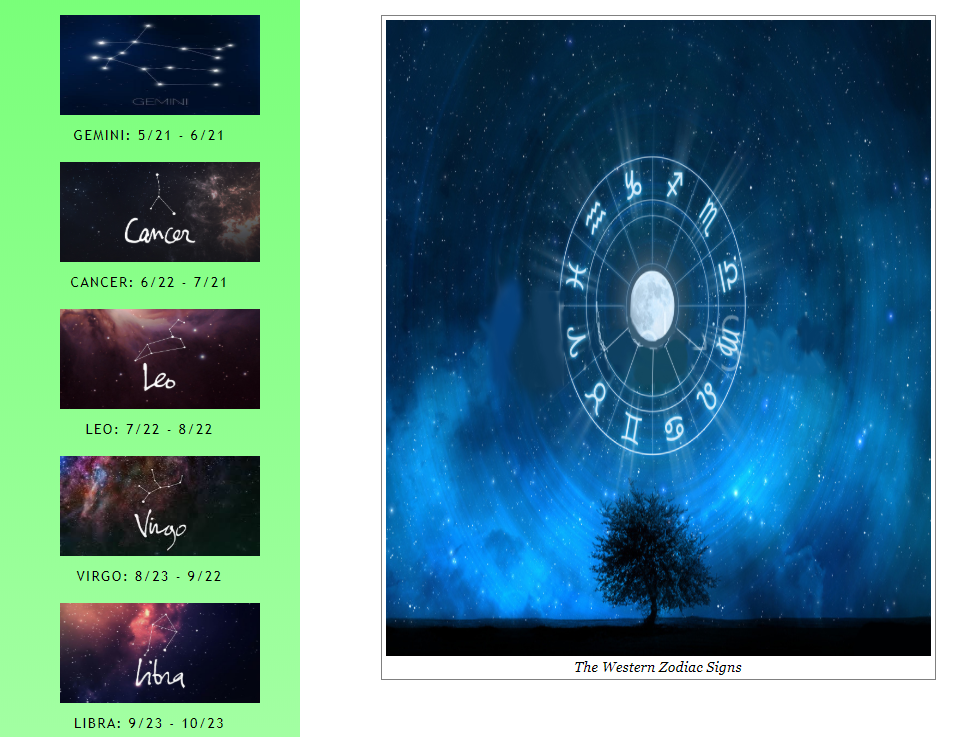 GEMINI
GEMINI: 5/21 - 6/21
Cancer
CANCER: 6/22 - 7/21
Leo
LEO: 7/22 - 8/22
Virgo
VIRGO: 8/23 - 9/22
Libra
LIBRA: 9/23 - 10/23
The Western Zodiac Signs